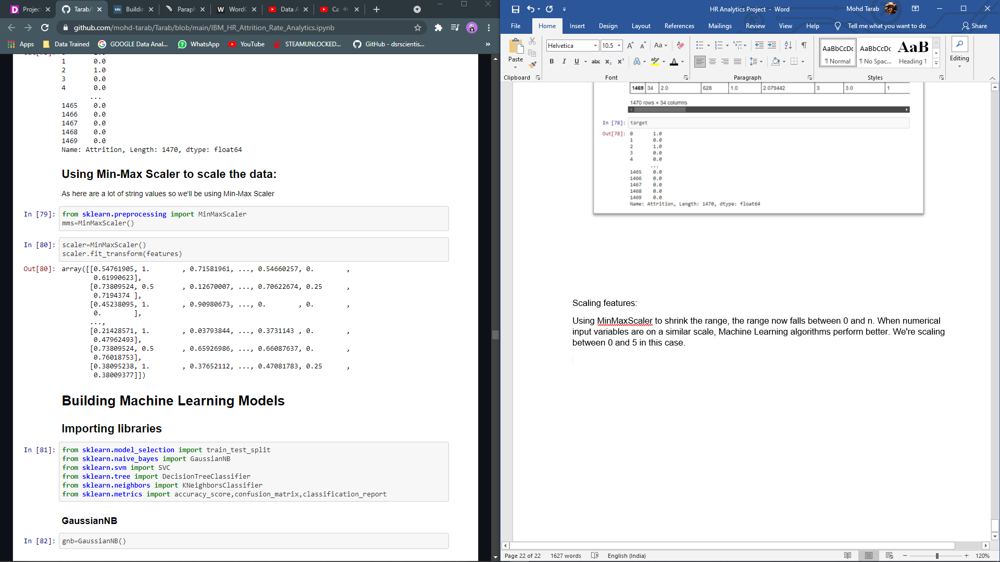 Projec
Tarab/I
Buildin
Paraph
WordC
Data A
Ca
github.com/mohd-tarab/Tarab/blob/main/IBM_HR_Attrition_Rate_Analytics.ipynb
Apps
Data Trained
GOOGLE Data Anal...
WhatsApp
YouTube
STEAMUNLOCKED...
GitHub - dsrscientis...
»
1 0.0
2 1.0
3 0.0
4 0.0
...
1465 0.0
1466 0.0
1467 0.0
1468 0.0
1469 0.0
Name: Attrition, Length: 1470, dtype: float64
Using Min-Max Scaler to scale the data:
As here are a lot of string values so we'll be using Min-Max Scaler
In [79]: from sklearn.preprocessing import MinMaxScaler
mms=MinMaxScaler()
In [80]: scaler=MinMaxScaler()
scaler.fit_transform(features)
Out[80]: array([[0.54761905, 1. , 0.71581961, ..., 0.54660257, 0. ,
0.61990623],
[0.73809524, 0.5 , 0.12670007, ..., 0.70622674, 0.25 ,
0.7194374 ],
[0.45238095, 1. , 0.90980673, ..., 0. , 0. ,
0. ],
...,
[0.21428571, 1. , 0.03793844, ..., 0.3731143 , 0. ,
0.47962493],
[0.73809524, 0.5 , 0.65926986, ..., 0.66087637, 0. ,
0.76018753],
[0.38095238, 1. , 0.37652112, ..., 0.47081783, 0.25 ,
0.38009377]])
Building Machine Learning Models
Importing libraries
In [81]: from sklearn.model_selection import train_test_split
from sklearn.naive_bayes import GaussianNB
from sklearn.svm import SVC
from sklearn.tree import DecisionTreeClassifier
from sklearn.neighbors import KNeighborsClassifier
from sklearn.metrics import accuracy_score,confusion_matrix,classification_report
GaussianNB
In [82]: gnb=GaussianNB()
HR Analytics Project - Word
Mohd Tarab
File Home Insert Design Layout References Mailings Review View Help Tell me what you want to do Share
Paste
Clipboard
Helvetica 10.5
Font
Paragraph
AaBbCcDc AaBbCcDc AaB
¶ Normal ¶ No Spac... Heading 1
Styles
Editing
1469 34 2.0 628 1.0 2.079442 3 3.0 1
1470 rows × 34 columns
In [78]: target
Out[78]: 0 1.0
1 0.0
2 1.0
3 0.0
4 0.0
...
1465 0.0
1466 0.0
1467 0.0
1468 0.0
1469 0.0
Name: Attrition, Length: 1470, dtype: float64
Scaling features:
Using MinMaxScaler to shrink the range, the range now falls between 0 and n. When numerical
input variables are on a similar scale, Machine Learning algorithms perform better. We're scaling
between 0 and 5 in this case.
Page 22 of 22 1627 words English (India) 120%